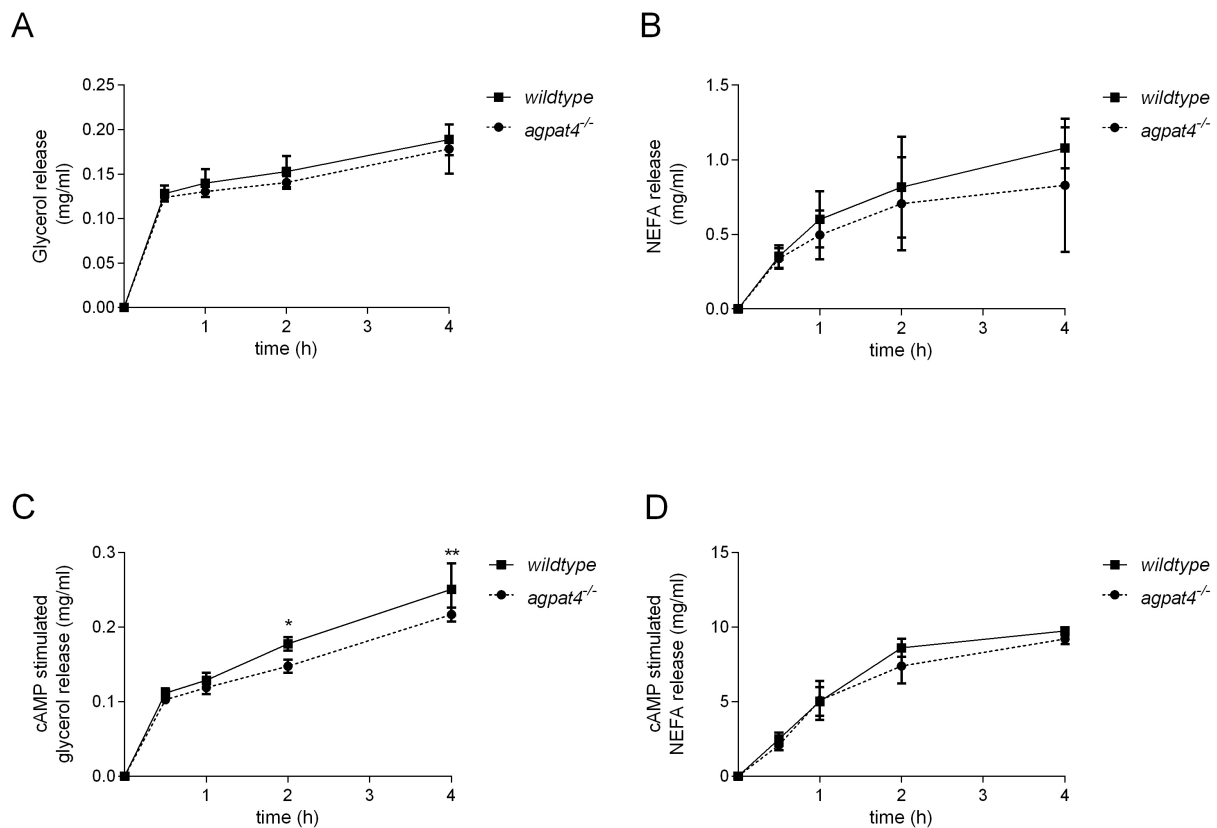 A
Glycerol release
(mg/ml)
0.25
0.20
0.15
0.10
0.05
0.00
1 2 3 4
time (h)
wildtype
agpat4-/-
B
NEFA release
(mg/ml)
1.5
1.0
0.5
0.0
1 2 3 4
time (h)
wildtype
agpat4-/-
C
cAMP stimulated
glycerol release (mg/ml)
0.3
0.2
0.1
0.0
*
**
1 2 3 4
time (h)
wildtype
agpat4-/-
D
cAMP stimulated
NEFA release (mg/ml)
15
10
5
0
1 2 3 4
time (h)
wildtype
agpat4-/-